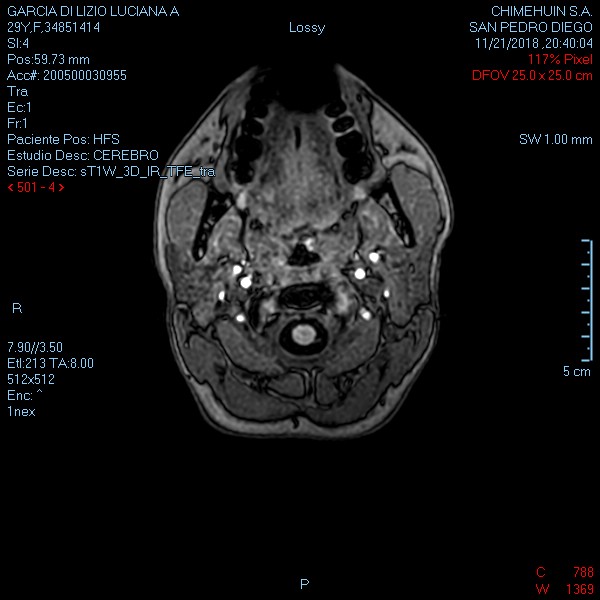 GARCIA DI LIZIO LUCIANA A
29Y,F,34851414
Sl:4
Pos:59.73 mm
Acc#: 200500030955
Tra
Ec:1
Fr:1
Paciente Pos: HFS
Estudio Desc: CEREBRO
Serie Desc: sT1W_3D_IR_TFE_tra
< 501 - 4 >
Lossy
CHIMEHUIN S.A.
SAN PEDRO DIEGO
11/21/2018 ,20:40:04
117% Pixel
DFOV 25.0 x 25.0 cm
SW 1.00 mm
R
5 cm
7.90//3.50
Etl:213 TA:8.00
512x512
Enc: ^
1nex
P
C 788
W 1369